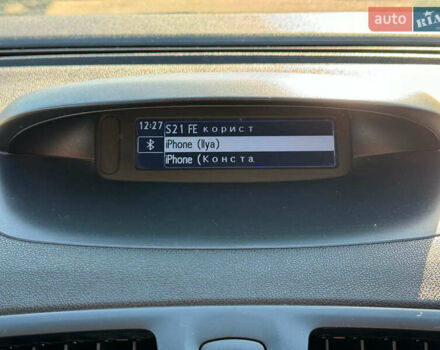 auto RIA
12:27 S21 FE корист
iPhone (Ilya)
iPhone (Конста